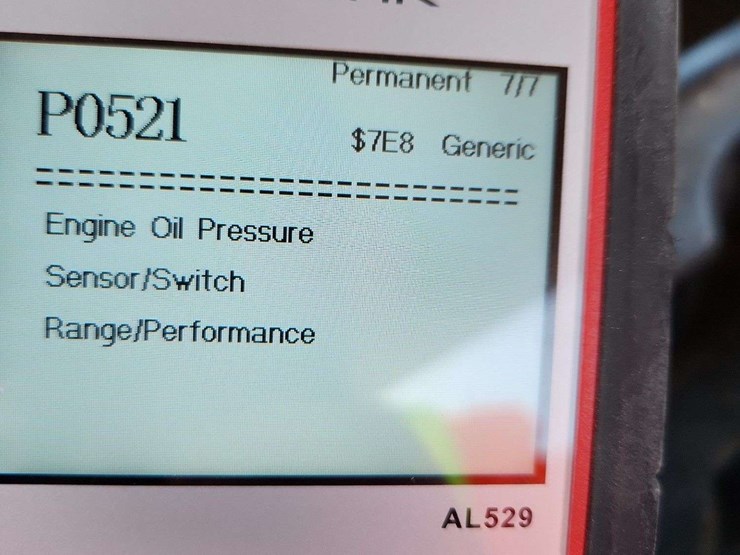 Permanent 7/7
P0521
$7E8 Generic
==========================
Engine Oil Pressure
Sensor/Switch
Range/Performance
AL529